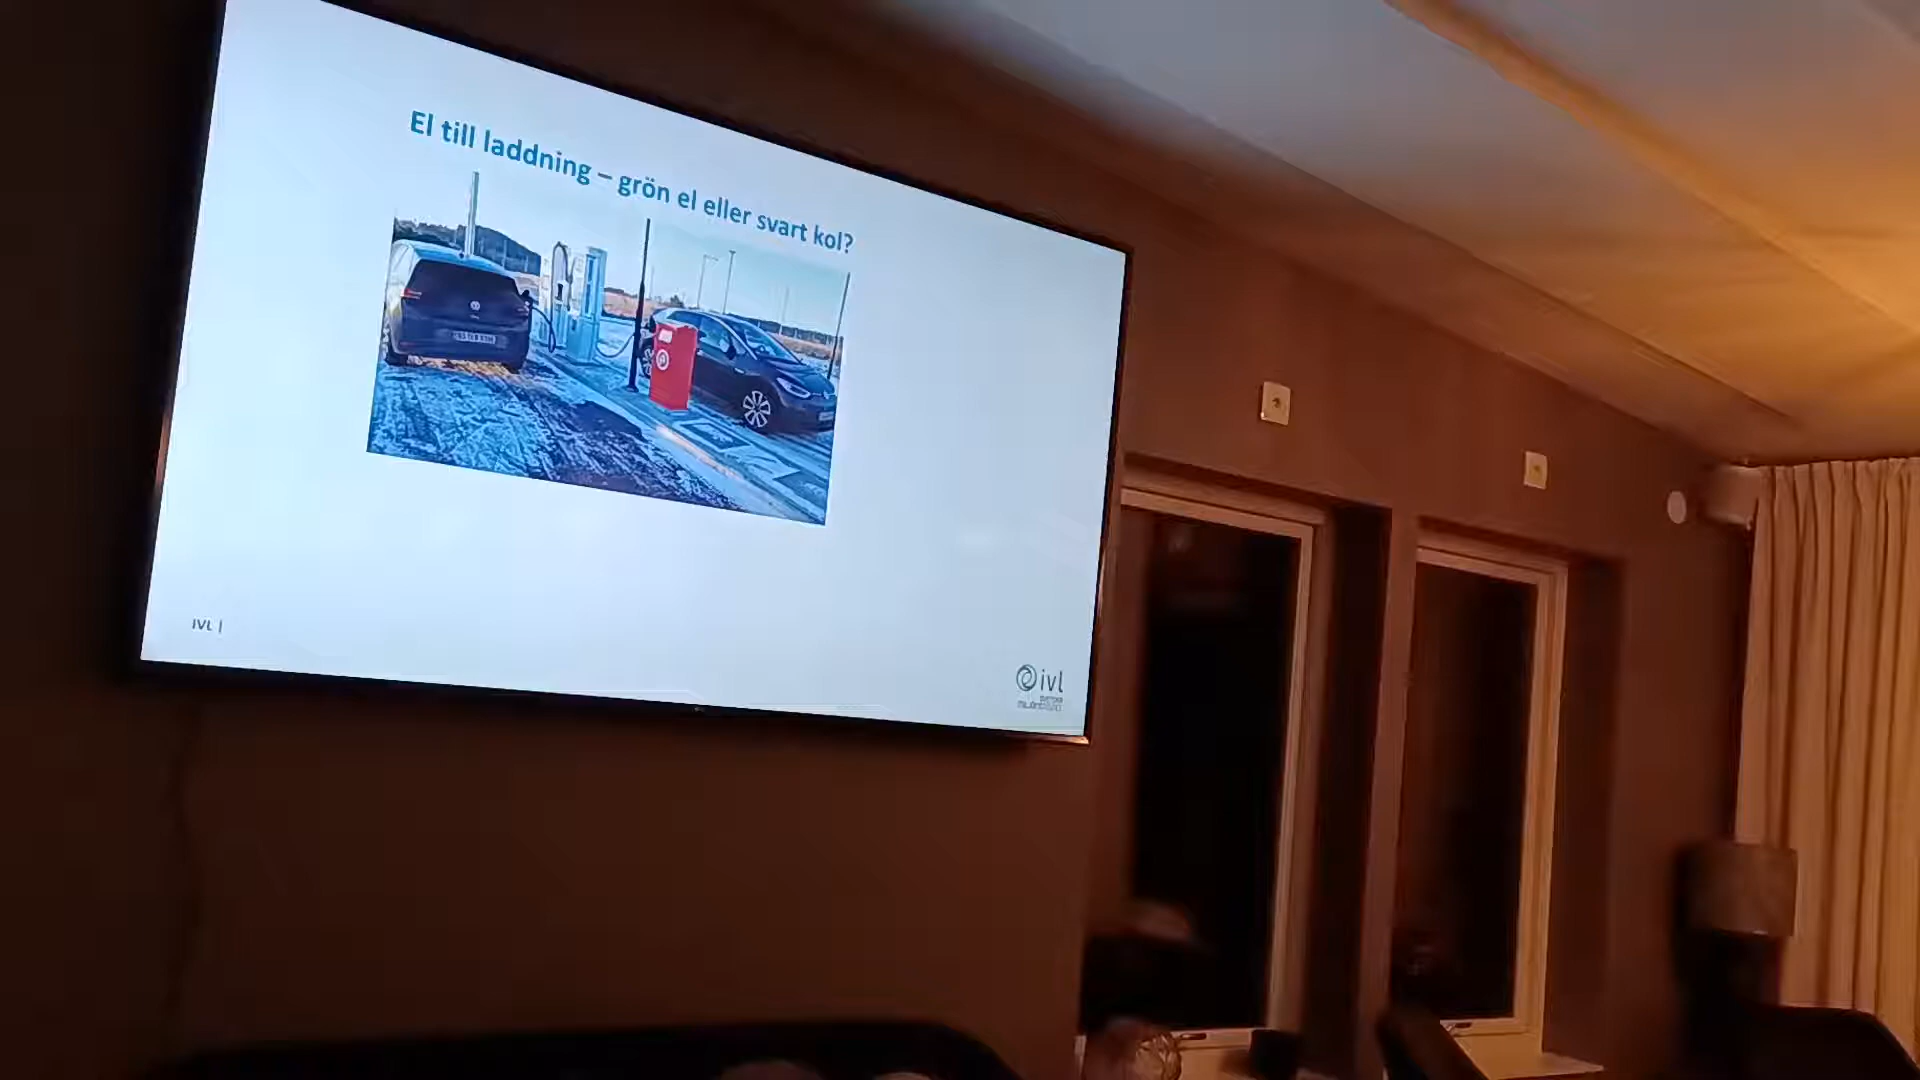 El till laddning – grön el eller svart kol?
IVL |
ivl